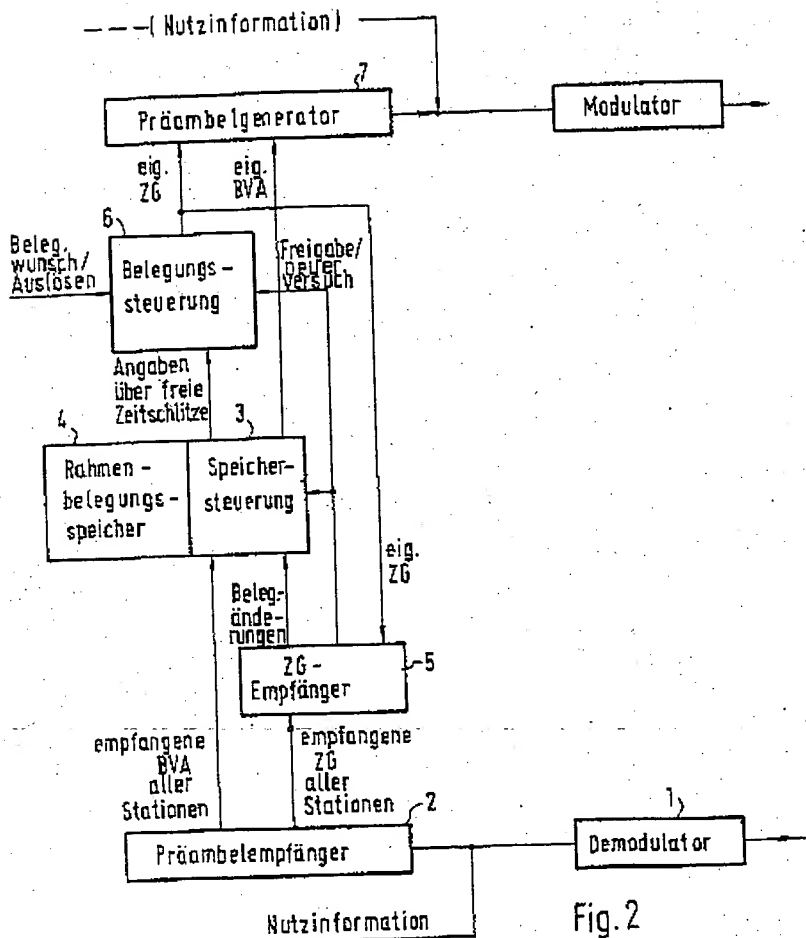 ---(Nutzinformation)
7
Präambelgenerator
Modulator
eig.
ZG
eig.
BVA
6
Beleg.
wunsch/
Auslösen
Belegungs-
steuerung
Freigabe/
neuer
versuch
Angaben
über freie
Zeitschlitze
4
3
Rahmen-
belegungs-
speicher
Speicher-
steuerung
eig.
ZG
Beleg-
ände-
rungen
ZG-
Empfänger
5
empfangene
BVA
aller
Stationen
empfangene
ZG
aller
Stationen
2
1
Präambelempfänger
Demodulator
Nutzinformation
Fig. 2